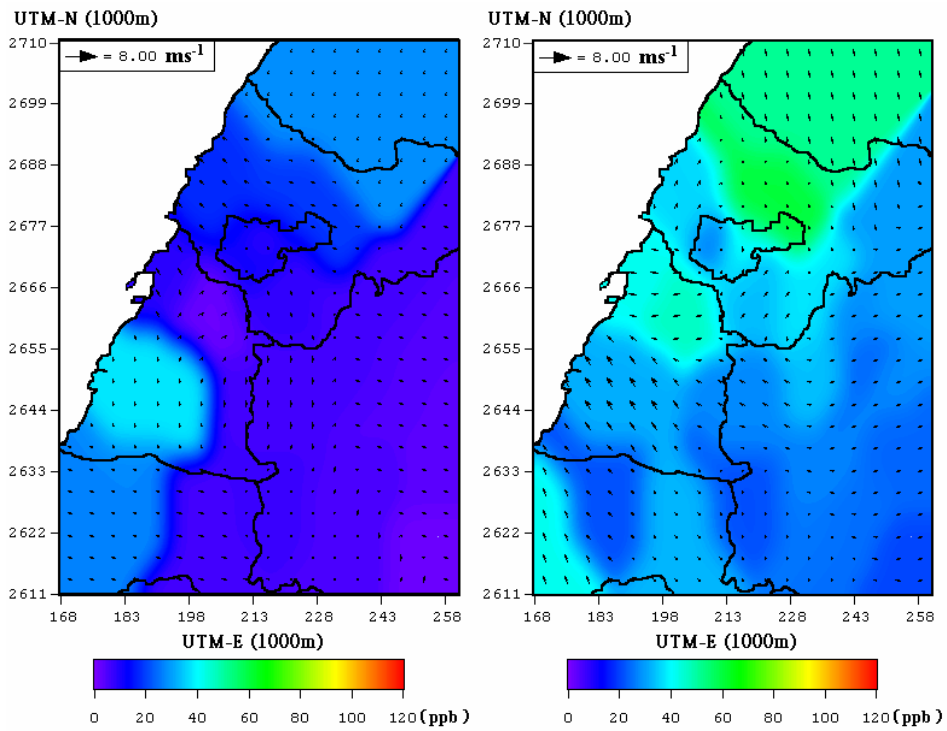 UTM-N (1000m)
2710
2699
2688
2677
2666
2655
2644
2633
2622
2611
= 8.00 ms-1
168 183 198 213 228 243 258
UTM-E (1000m)
0 20 40 60 80 100 120 (ppb)
UTM-N (1000m)
2710
2699
2688
2677
2666
2655
2644
2633
2622
2611
= 8.00 ms-1
168 183 198 213 228 243 258
UTM-E (1000m)
0 20 40 60 80 100 120 (ppb)